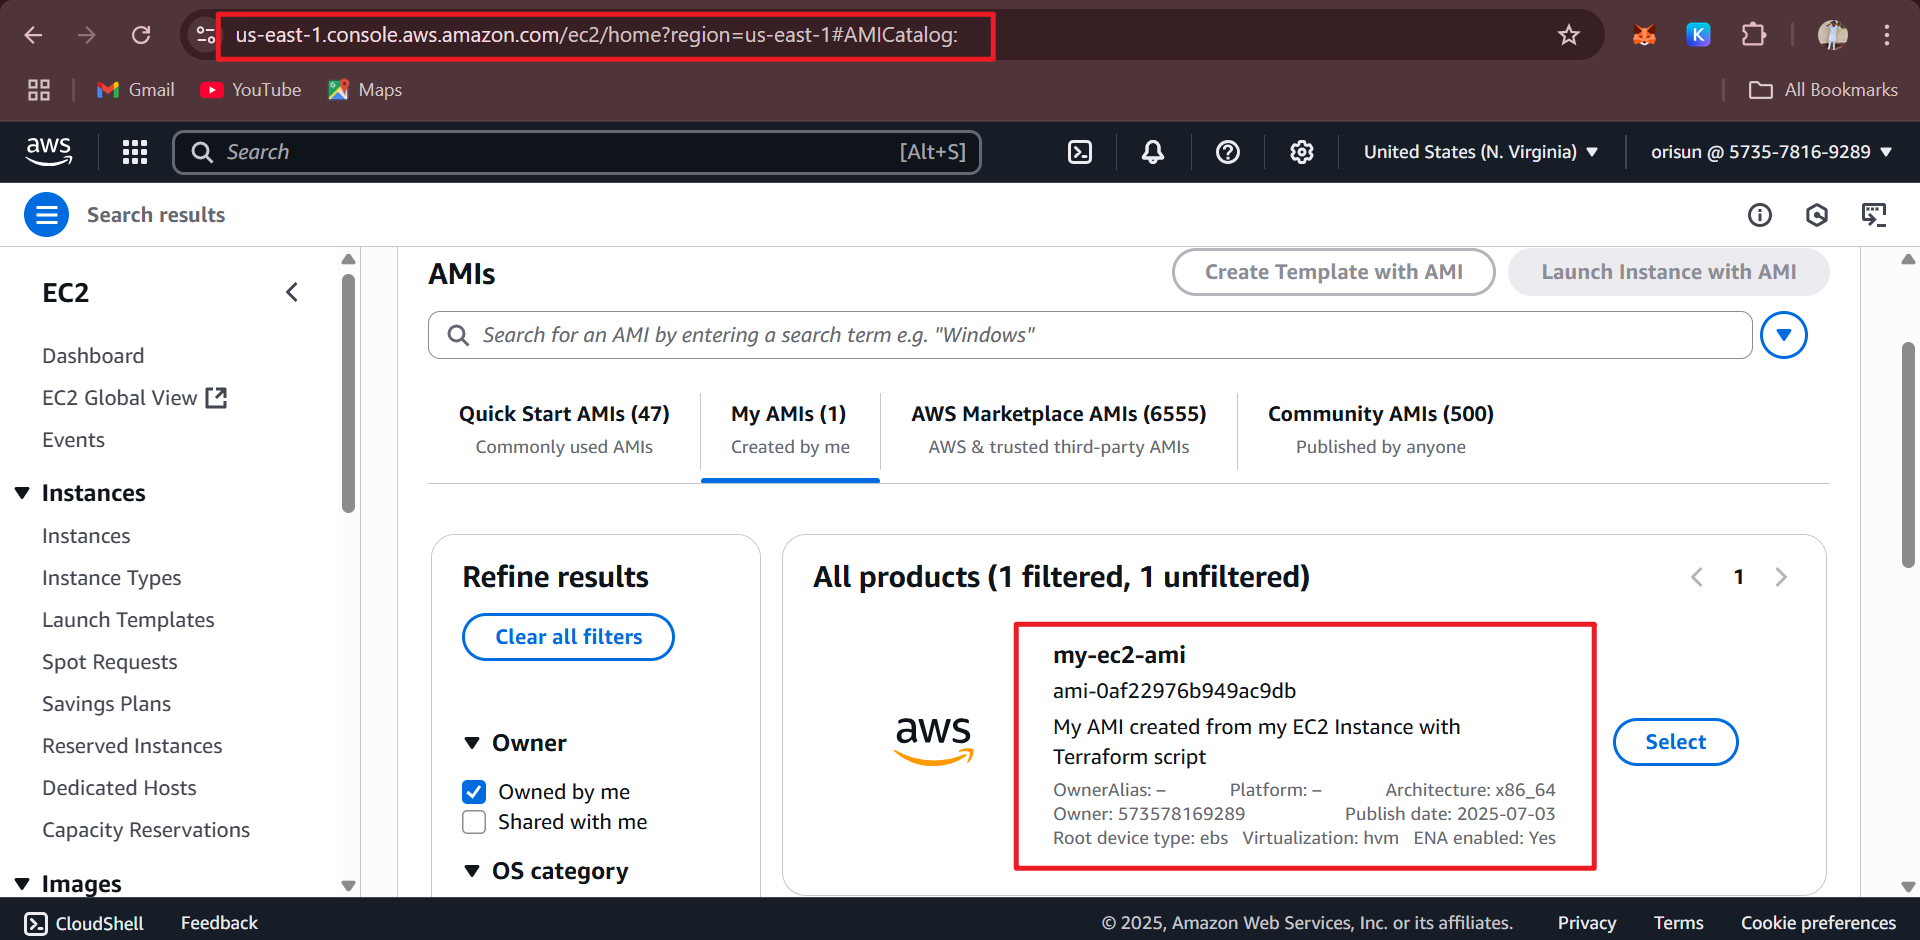 us-east-1.console.aws.amazon.com/ec2/home?region=us-east-1#AMICatalog:
K
Gmail
YouTube
Maps
All Bookmarks
aws
Search
[Alt+S]
United States (N. Virginia)
orisun @ 5735-7816-9289
Search results
EC2
Dashboard
EC2 Global View
Events
Instances
Instances
Instance Types
Launch Templates
Spot Requests
Savings Plans
Reserved Instances
Dedicated Hosts
Capacity Reservations
Images
AMIs
Create Template with AMI
Launch Instance with AMI
Search for an AMI by entering a search term e.g. "Windows"
Quick Start AMIs (47)
Commonly used AMIs
My AMIs (1)
Created by me
AWS Marketplace AMIs (6555)
AWS & trusted third-party AMIs
Community AMIs (500)
Published by anyone
Refine results
Clear all filters
Owner
Owned by me
Shared with me
OS category
All products (1 filtered, 1 unfiltered)
1
aws
my-ec2-ami
ami-0af22976b949ac9db
My AMI created from my EC2 Instance with
Terraform script
OwnerAlias: – Platform: – Architecture: x86_64
Owner: 573578169289 Publish date: 2025-07-03
Root device type: ebs Virtualization: hvm ENA enabled: Yes
Select
CloudShell
Feedback
© 2025, Amazon Web Services, Inc. or its affiliates.
Privacy
Terms
Cookie preferences